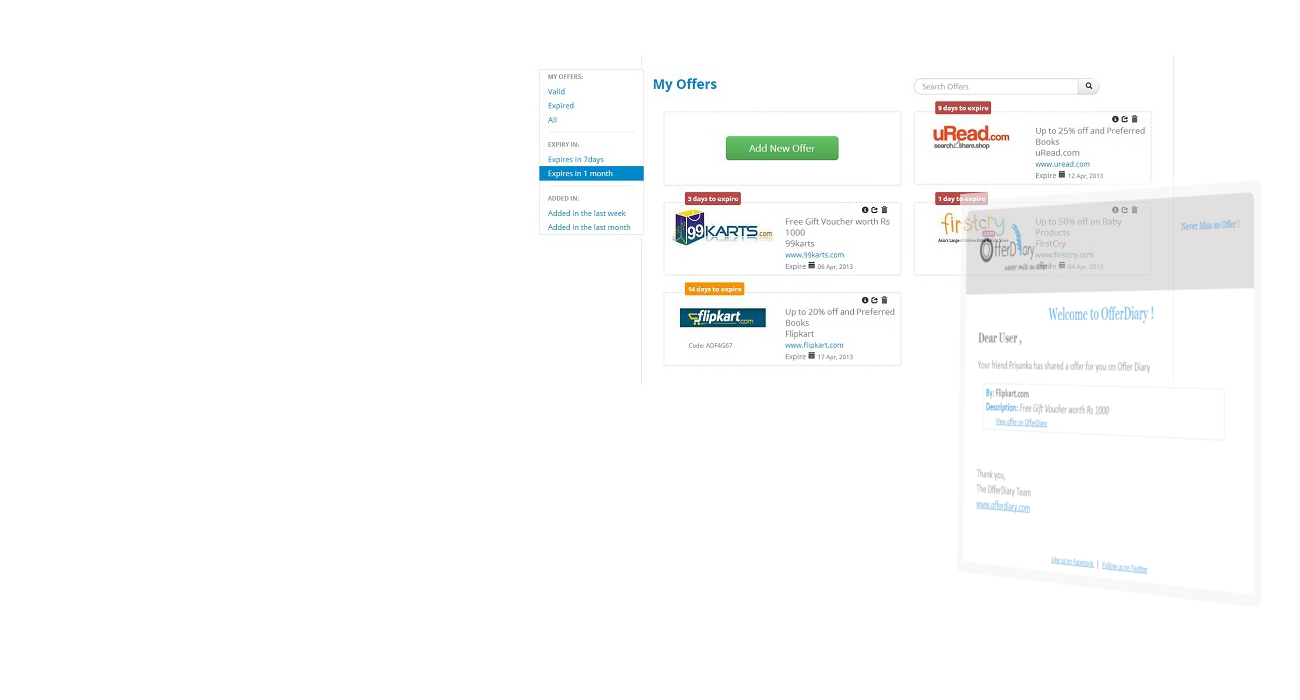 MY OFFERS:
Valid
Expired
All
EXPIRY IN:
Expires in 7days
Expires in 1 month
ADDED IN:
Added in the last week
Added in the last month
My Offers
Search Offers
Add New Offer
9 days to expire
uRead.com
search.share.shop
Up to 25% off and Preferred
Books
uRead.com
www.uread.com
Expire 12 Apr, 2013
3 days to expire
99KARTS.com
Free Gift Voucher worth Rs
1000
99karts
www.99karts.com
Expire 06 Apr, 2013
1 day to expire
firstcry
.com
Up to 50% off on Baby
Products
FirstCry
www.firstcry.com
Expire 04 Apr, 2013
14 days to expire
flipkart.com
Code: ADF4G67
Up to 20% off and Preferred
Books
Flipkart
www.flipkart.com
Expire 17 Apr, 2013
OfferDiary
never miss an offer
Never Miss an Offer !
Welcome to OfferDiary !
Dear User ,
Your friend Priyanka has shared a offer for you on Offer Diary
By: Flipkart.com
Description: Free Gift Voucher worth Rs 1000
View offer on OfferDiary
Thank you,
The OfferDiary Team
www.offerdiary.com
Like us on Facebook | Follow us on Twitter